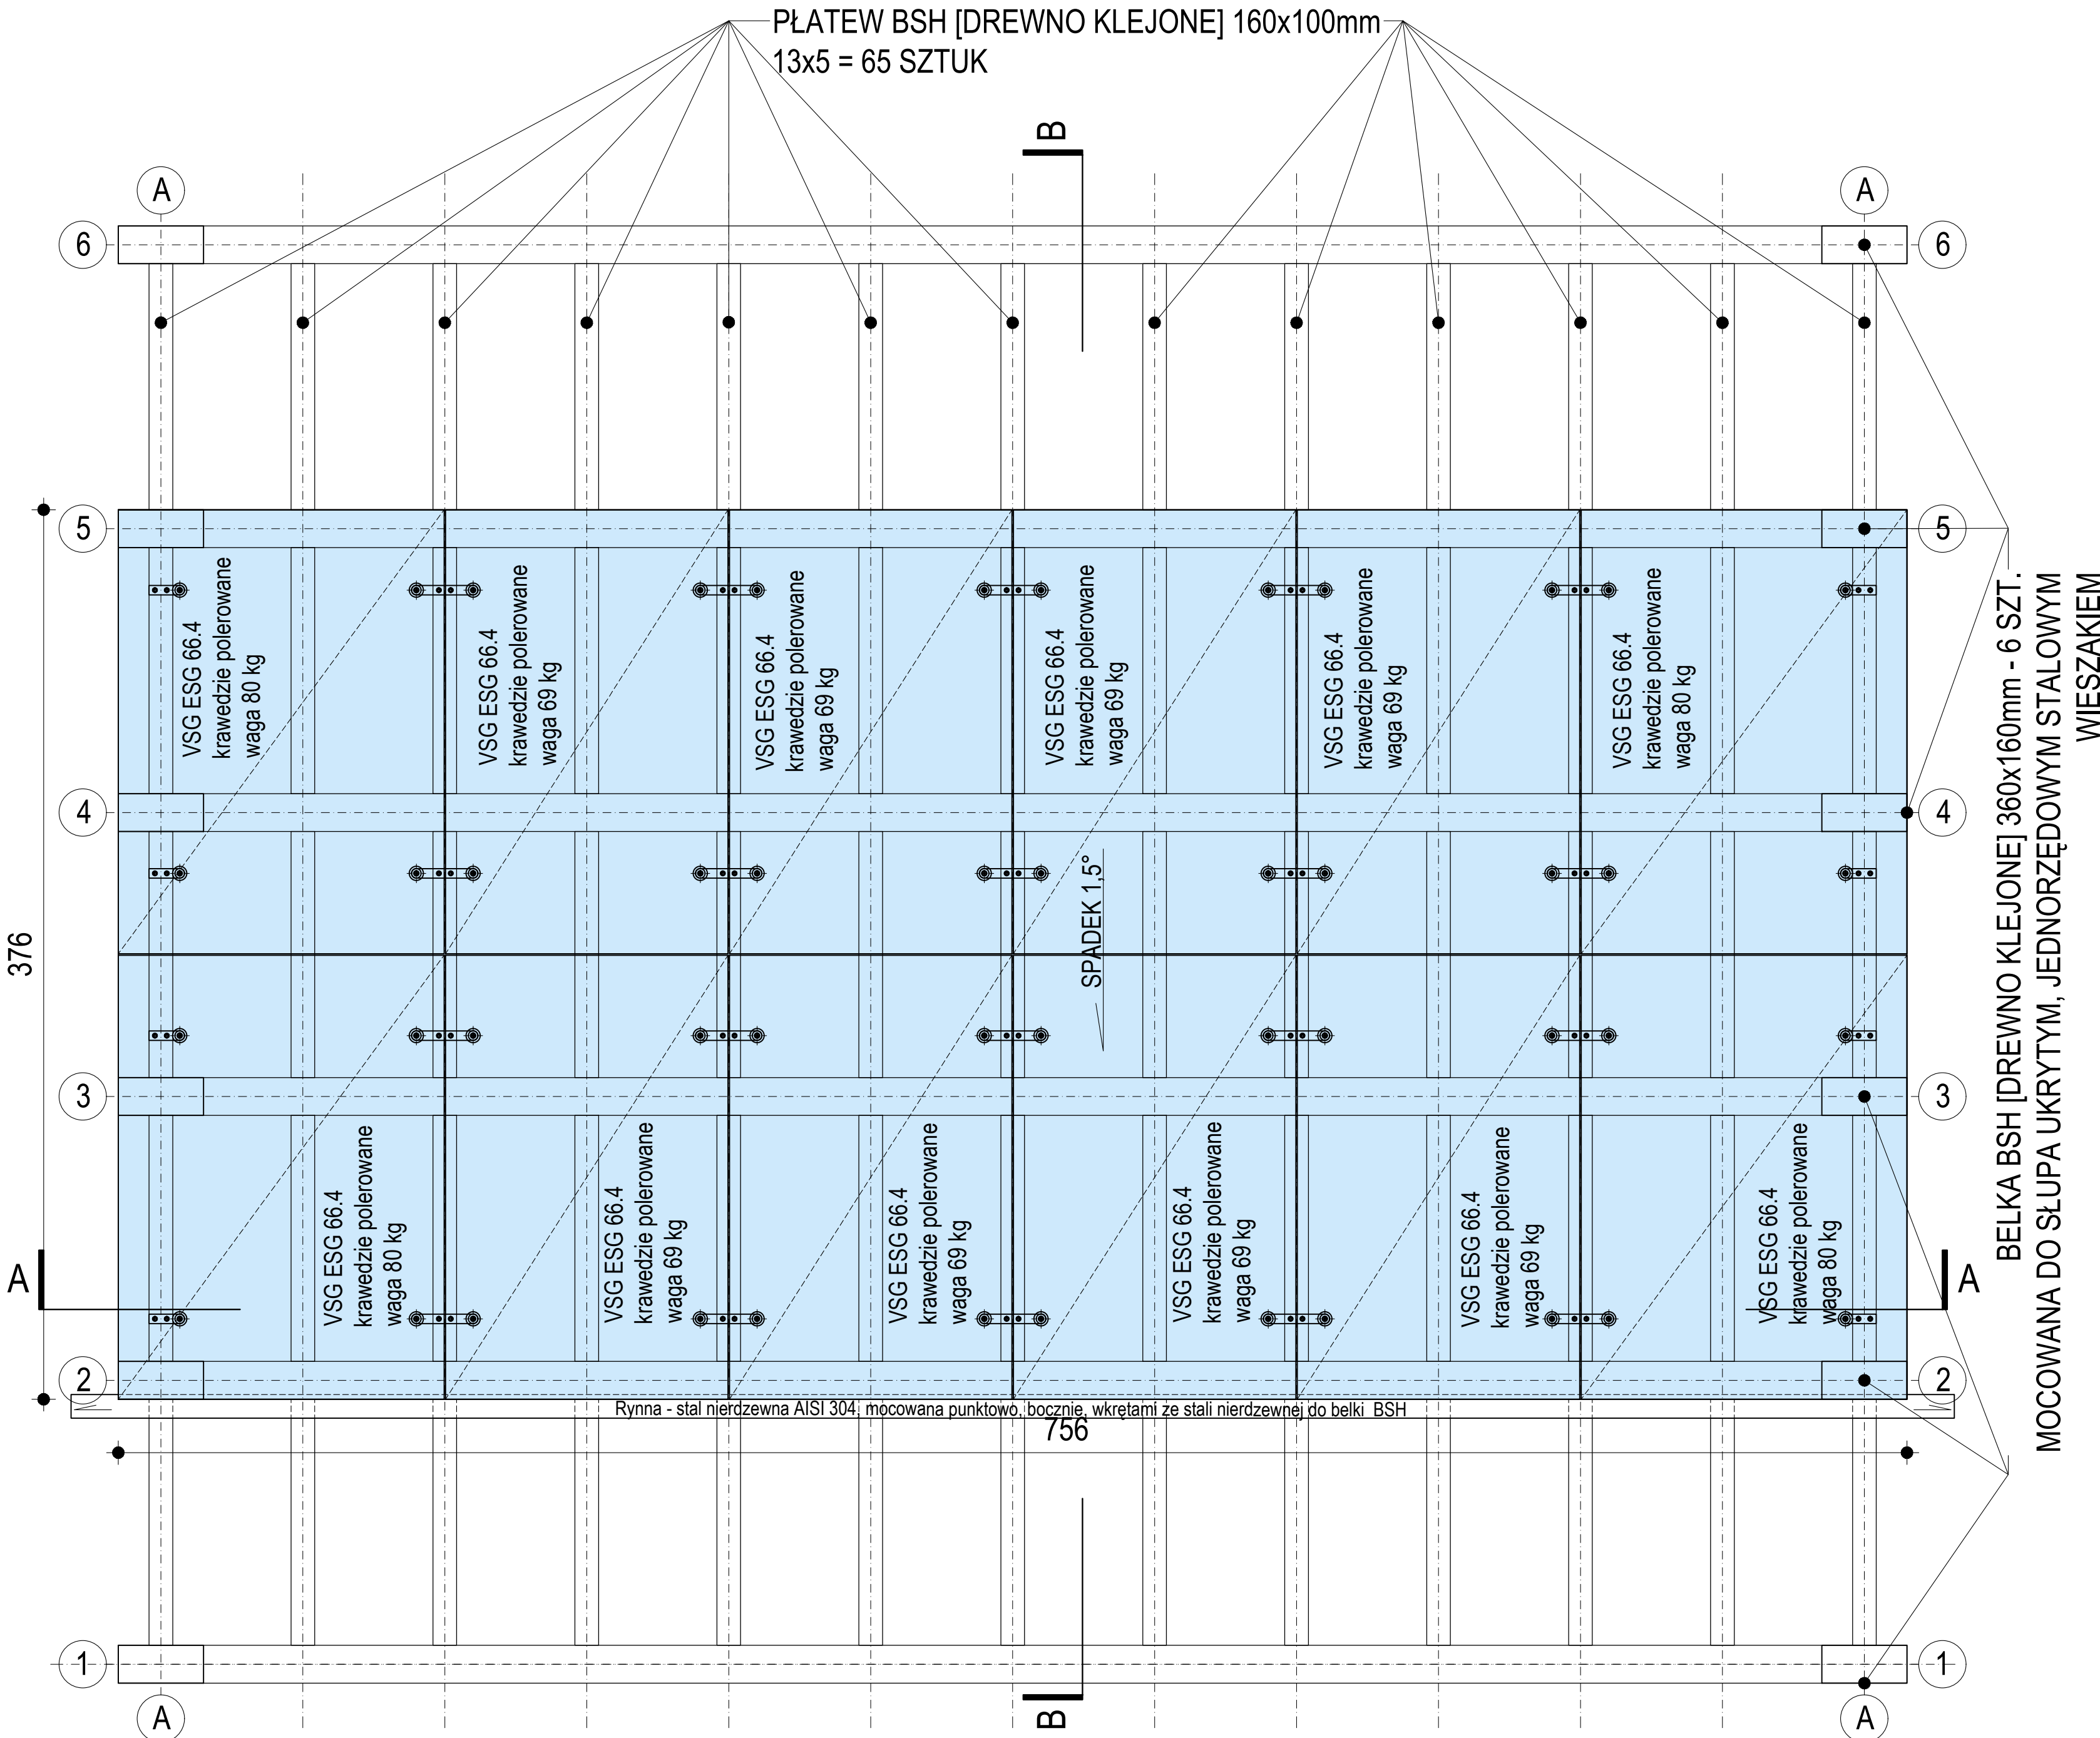 PŁATEW BSH [DREWNO KLEJONE] 160x100mm
13x5 = 65 SZTUK
B
A
A
6
6
5
5
VSG ESG 66.4
krawedzie polerowane
waga 80 kg
VSG ESG 66.4
krawedzie polerowane
waga 69 kg
VSG ESG 66.4
krawedzie polerowane
waga 69 kg
VSG ESG 66.4
krawedzie polerowane
waga 69 kg
VSG ESG 66.4
krawedzie polerowane
waga 69 kg
VSG ESG 66.4
krawedzie polerowane
waga 80 kg
4
4
376
SPADEK 1,5°
BELKA BSH [DREWNO KLEJONE] 360x160mm - 6 SZT.
MOCOWANA DO SŁUPA UKRYTYM, JEDNORZĘDOWYM STALOWYM
WIESZAKIEM
3
3
VSG ESG 66.4
krawedzie polerowane
waga 80 kg
VSG ESG 66.4
krawedzie polerowane
waga 69 kg
VSG ESG 66.4
krawedzie polerowane
waga 69 kg
VSG ESG 66.4
krawedzie polerowane
waga 69 kg
VSG ESG 66.4
krawedzie polerowane
waga 69 kg
VSG ESG 66.4
krawedzie polerowane
waga 80 kg
A
A
2
2
Rynna - stal nierdzewna AISI 304, mocowana punktowo, bocznie, wkrętami ze stali nierdzewnej do belki BSH
756
1
1
A
B
A